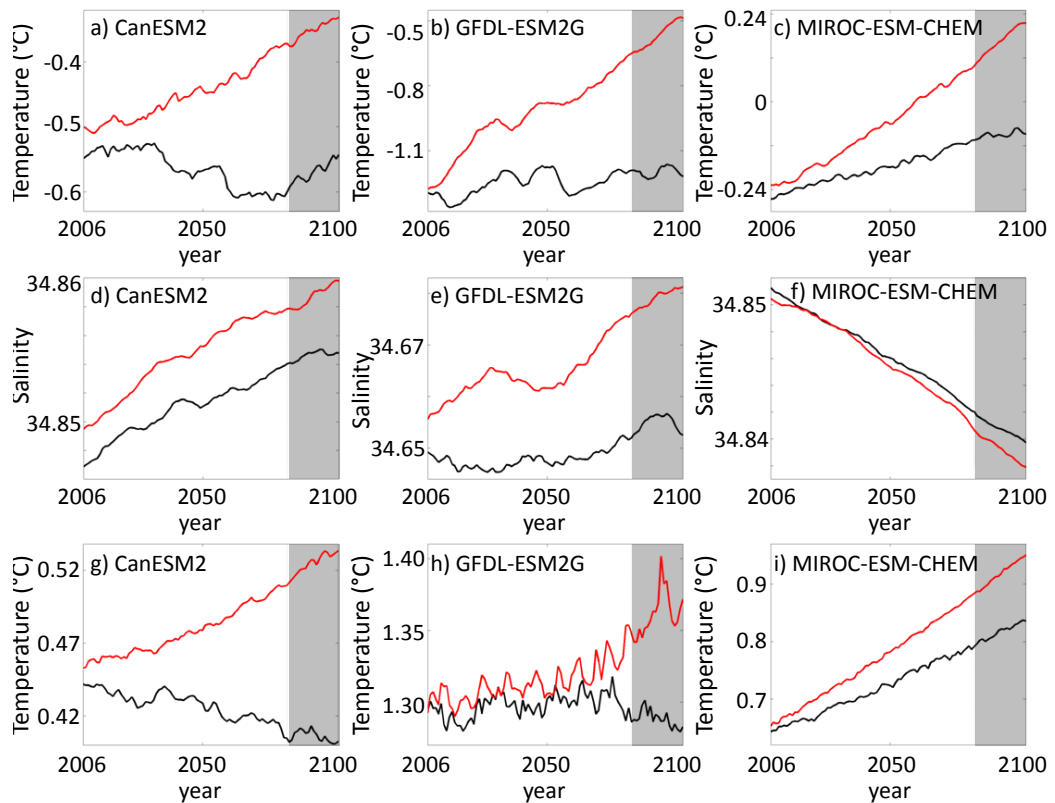 a) CanESM2
Temperature (°C)
-0.4
-0.5
-0.6
2006 2050 2100
year
b) GFDL-ESM2G
Temperature (°C)
-0.5
-0.8
-1.1
2006 2050 2100
year
c) MIROC-ESM-CHEM
Temperature (°C)
0.24
0
-0.24
2006 2050 2100
year
d) CanESM2
Salinity
34.86
34.85
2006 2050 2100
year
e) GFDL-ESM2G
Salinity
34.67
34.65
2006 2050 2100
year
f) MIROC-ESM-CHEM
Salinity
34.85
34.84
2006 2050 2100
year
g) CanESM2
Temperature (°C)
0.52
0.47
0.42
2006 2050 2100
year
h) GFDL-ESM2G
Temperature (°C)
1.40
1.35
1.30
2006 2050 2100
year
i) MIROC-ESM-CHEM
Temperature (°C)
0.9
0.8
0.7
2006 2050 2100
year